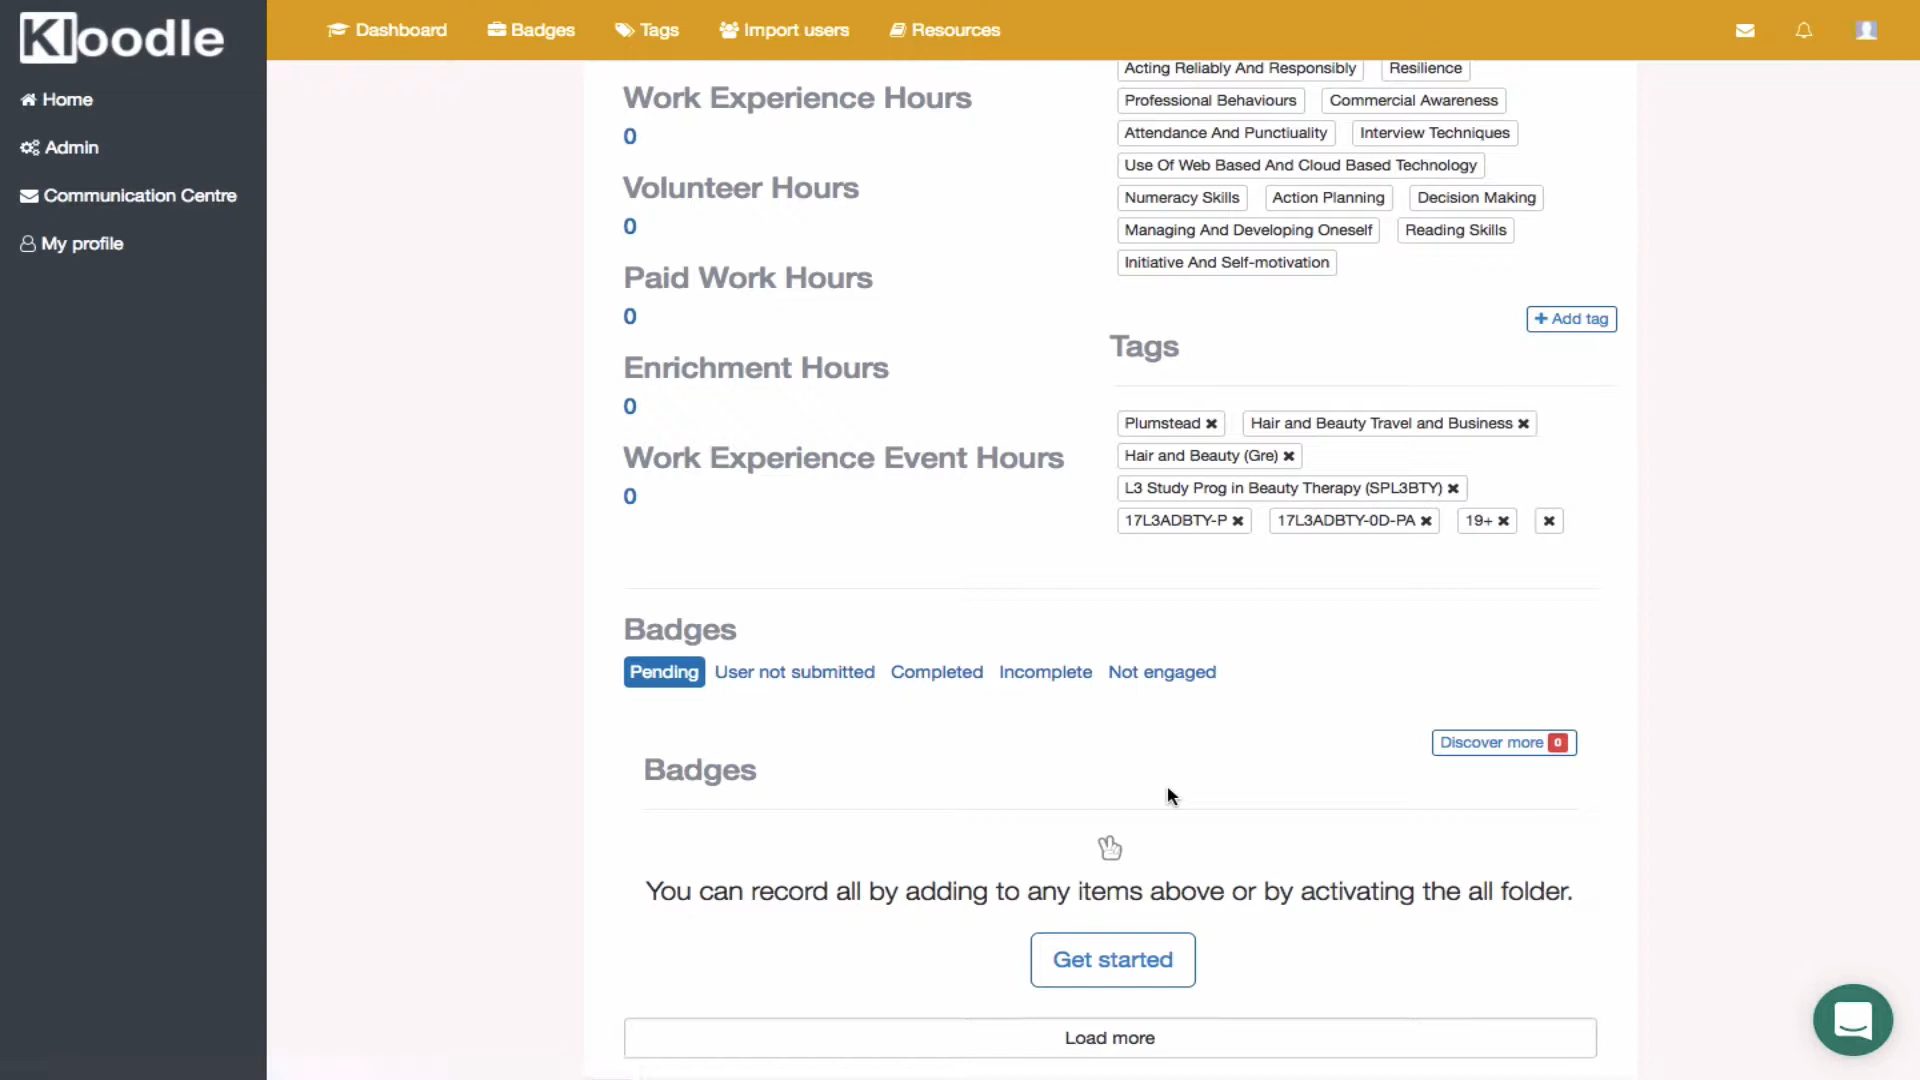 Kloodle
Dashboard Badges Tags Import users Resources
Home
Admin
Communication Centre
My profile
Work Experience Hours
0
Volunteer Hours
0
Paid Work Hours
0
Enrichment Hours
0
Work Experience Event Hours
0
Acting Reliably And Responsibly Resilience
Professional Behaviours Commercial Awareness
Attendance And Punctiuality Interview Techniques
Use Of Web Based And Cloud Based Technology
Numeracy Skills Action Planning Decision Making
Managing And Developing Oneself Reading Skills
Initiative And Self-motivation
+ Add tag
Tags
Plumstead ✖ Hair and Beauty Travel and Business ✖
Hair and Beauty (Gre) ✖
L3 Study Prog in Beauty Therapy (SPL3BTY) ✖
17L3ADBTY-P ✖ 17L3ADBTY-0D-PA ✖ 19+ ✖ ✖
Badges
Pending User not submitted Completed Incomplete Not engaged
Discover more 0
Badges
You can record all by adding to any items above or by activating the all folder.
Get started
Load more